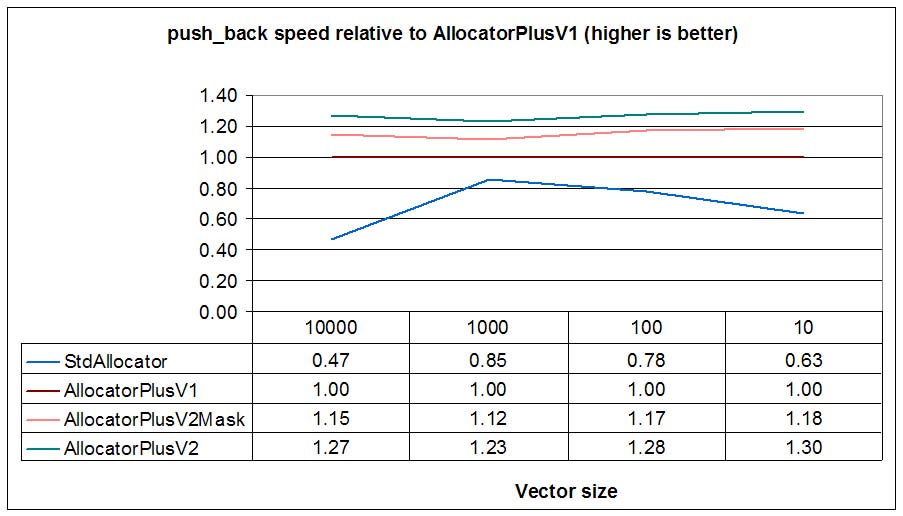 push_back speed relative to AllocatorPlusV1 (higher is better)
1.40
1.20
1.00
0.80
0.60
0.40
0.20
0.00
10000 1000 100 10
StdAllocator 0.47 0.85 0.78 0.63
AllocatorPlusV1 1.00 1.00 1.00 1.00
AllocatorPlusV2Mask 1.15 1.12 1.17 1.18
AllocatorPlusV2 1.27 1.23 1.28 1.30
Vector size